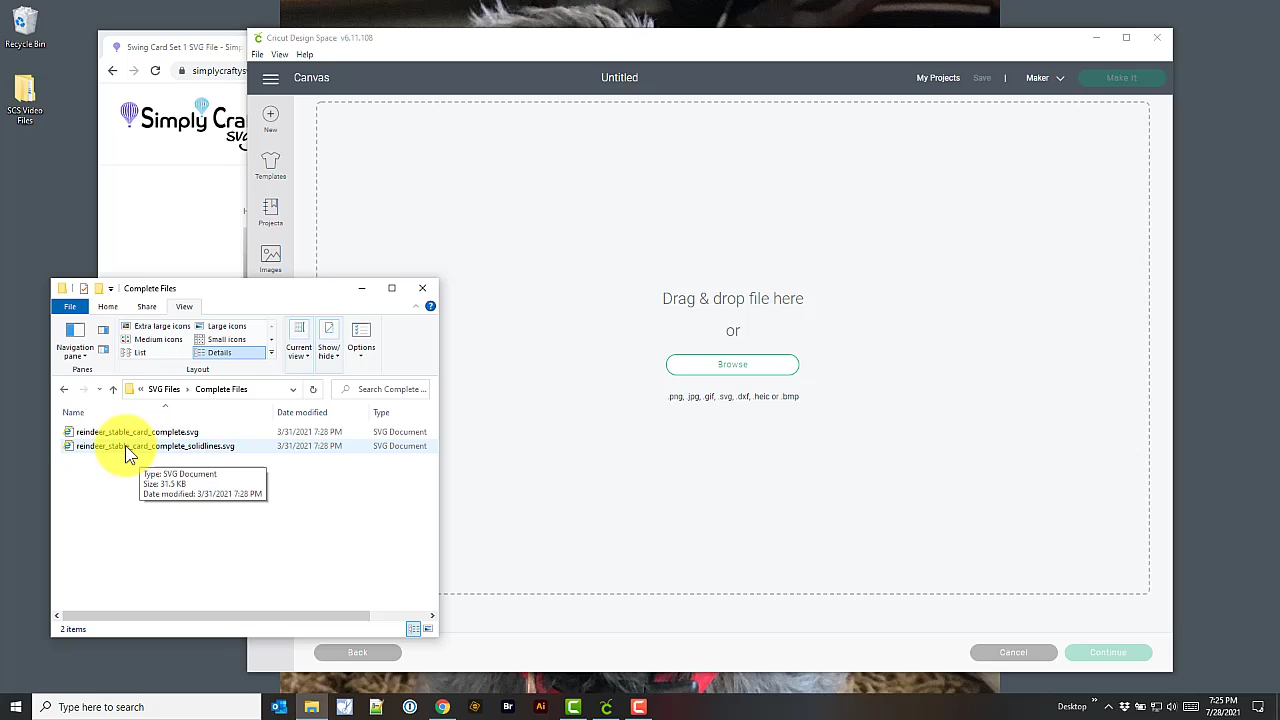 Recycle Bin
SCS Video
Files
Swing Card Set 1 SVG File - Simp
simplycraftys
Simply Cra
Cricut Design Space v6.11.108
File View Help
Canvas
Untitled
My Projects Save | Maker Make It
New
Templates
Projects
Images
Drag & drop file here
or
Browse
.png, .jpg, .gif, .svg, .dxf, .heic or .bmp
Back
Cancel
Continue
Complete Files
File Home Share View
Navigation
pane
Panes
Extra large icons
Large icons
Medium icons
Small icons
List
Details
Layout
Current
view
Show/
hide
Options
« SVG Files > Complete Files
Search Complete ...
Name Date modified Type
reindeer_stable_card_complete.svg 3/31/2021 7:28 PM SVG Document
reindeer_stable_card_complete_solidlines.svg 3/31/2021 7:28 PM SVG Document
Type: SVG Document
Size: 31.5 KB
Date modified: 3/31/2021 7:28 PM
2 items
Type here to search
Br
Ai
Desktop
7:25 PM
7/28/2021